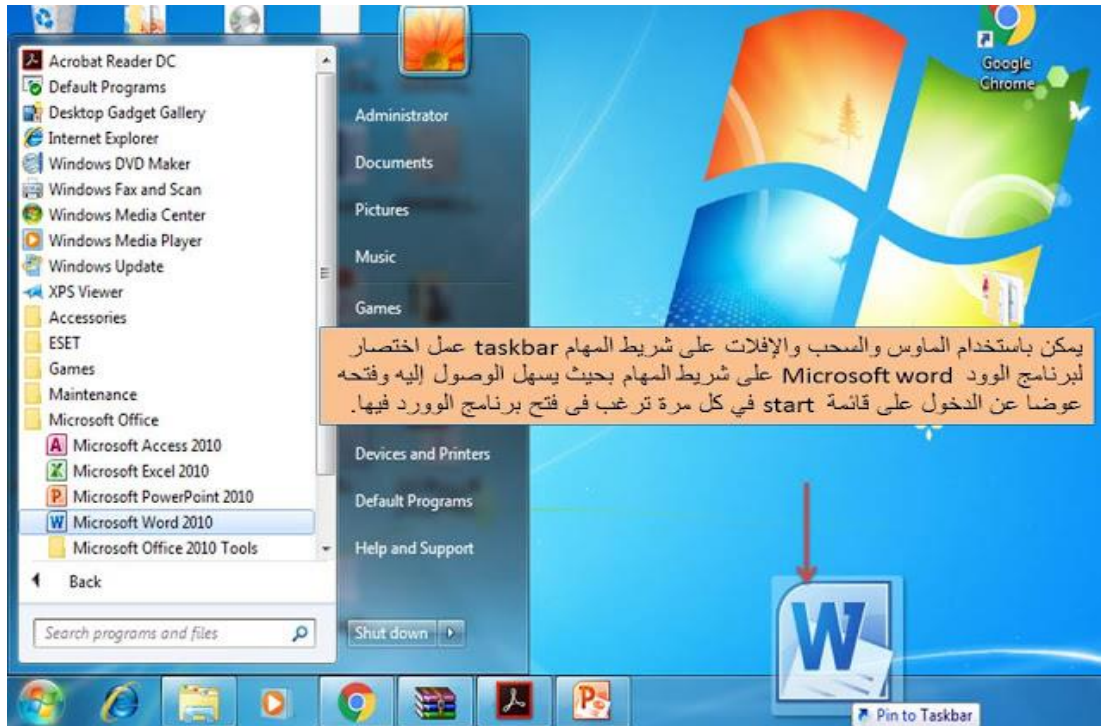 Acrobat Reader DC
Default Programs
Desktop Gadget Gallery
Internet Explorer
Windows DVD Maker
Windows Fax and Scan
Windows Media Center
Windows Media Player
Windows Update
XPS Viewer
Accessories
ESET
Games
Maintenance
Microsoft Office
Microsoft Access 2010
Microsoft Excel 2010
Microsoft PowerPoint 2010
Microsoft Word 2010
Microsoft Office 2010 Tools
Back
Search programs and files
Administrator
Documents
Pictures
Music
Games
Devices and Printers
Default Programs
Help and Support
Shut down
Google
Chrome
يمكن باستخدام الماوس والسحب والإفلات على شريط المهام taskbar عمل اختصار
لبرنامج الوود Microsoft word على شريط المهام بحيث يسهل الوصول إليه وفتحه
عوضا عن الدخول على قائمة start في كل مرة ترغب فى فتح برنامج الوورد فيها.
W
Pin to Taskbar